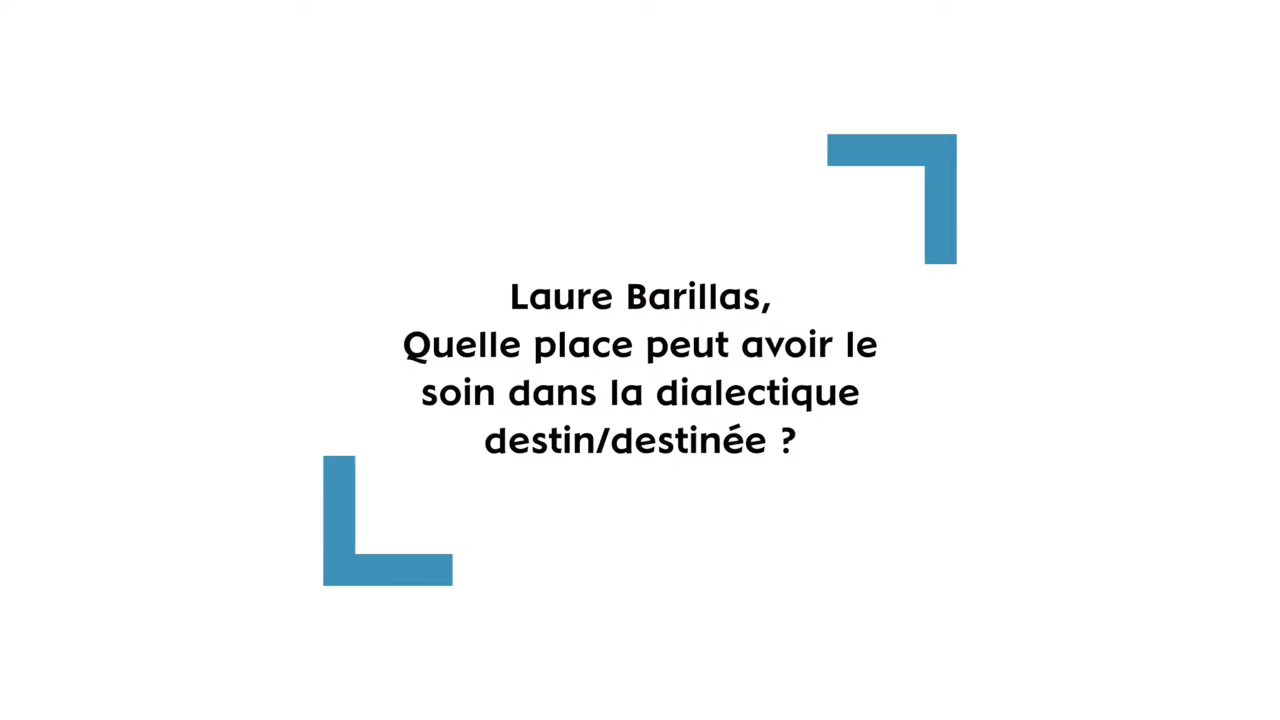 Laure Barillas,
Quelle place peut avoir le
soin dans la dialectique
destin/destinée ?